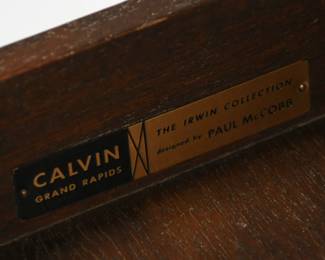 CALVIN
GRAND RAPIDS
THE IRWIN COLLECTION
designed by PAUL McCOBB